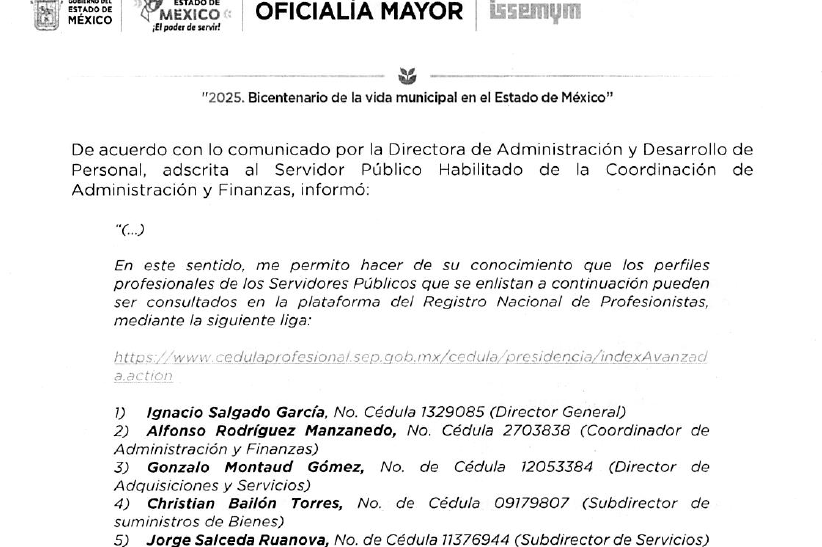 GOBIERNO DEL
ESTADO DE
MÉXICO
ESTADO DE
MÉXICO
¡El poder de servir!
OFICIALÍA MAYOR
issemym
"2025. Bicentenario de la vida municipal en el Estado de México"
De acuerdo con lo comunicado por la Directora de Administración y Desarrollo de
Personal, adscrita al Servidor Público Habilitado de la Coordinación de
Administración y Finanzas, informó:
"(...)
En este sentido, me permito hacer de su conocimiento que los perfiles
profesionales de los Servidores Públicos que se enlistan a continuación pueden
ser consultados en la plataforma del Registro Nacional de Profesionistas,
mediante la siguiente liga:
https://www.cedulaprofesional.sep.gob.mx/cedula/presidencia/indexAvanzad
a.action
1) Ignacio Salgado García, No. Cédula 1329085 (Director General)
2) Alfonso Rodríguez Manzanedo, No. Cédula 2703838 (Coordinador de
Administración y Finanzas)
3) Gonzalo Montaud Gómez, No. de Cédula 12053384 (Director de
Adquisiciones y Servicios)
4) Christian Bailón Torres, No. de Cédula 09179807 (Subdirector de
suministros de Bienes)
5) Jorge Salceda Ruanova, No. de Cédula 11376944 (Subdirector de Servicios)